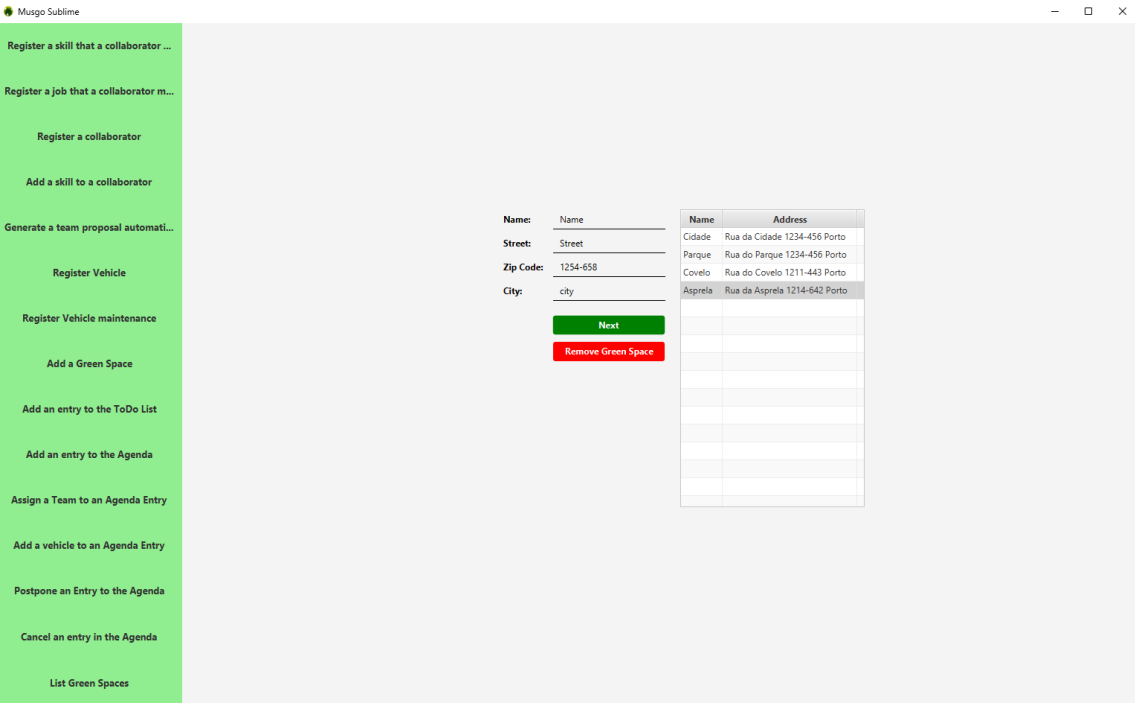 Musgo Sublime
Register a skill that a collaborator ...
Register a job that a collaborator m...
Register a collaborator
Add a skill to a collaborator
Generate a team proposal automati...
Register Vehicle
Register Vehicle maintenance
Add a Green Space
Add an entry to the ToDo List
Add an entry to the Agenda
Assign a Team to an Agenda Entry
Add a vehicle to an Agenda Entry
Postpone an Entry to the Agenda
Cancel an entry in the Agenda
List Green Spaces
Name: Name
Street: Street
Zip Code: 1254-658
City: city
Next
Remove Green Space
Name Address
Cidade Rua da Cidade 1234-456 Porto
Parque Rua do Parque 1234-456 Porto
Covelo Rua do Covelo 1211-443 Porto
Asprela Rua da Asprela 1214-642 Porto